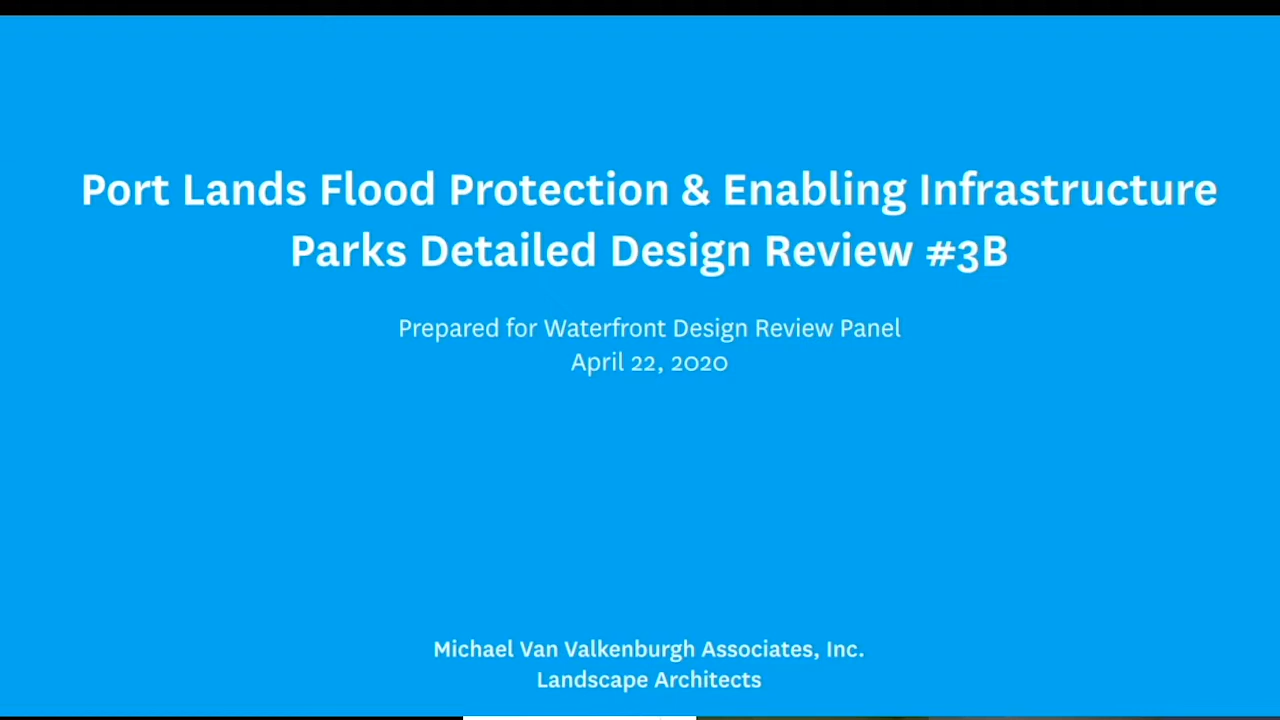 Port Lands Flood Protection & Enabling Infrastructure
Parks Detailed Design Review #3B
Prepared for Waterfront Design Review Panel
April 22, 2020
Michael Van Valkenburgh Associates, Inc.
Landscape Architects